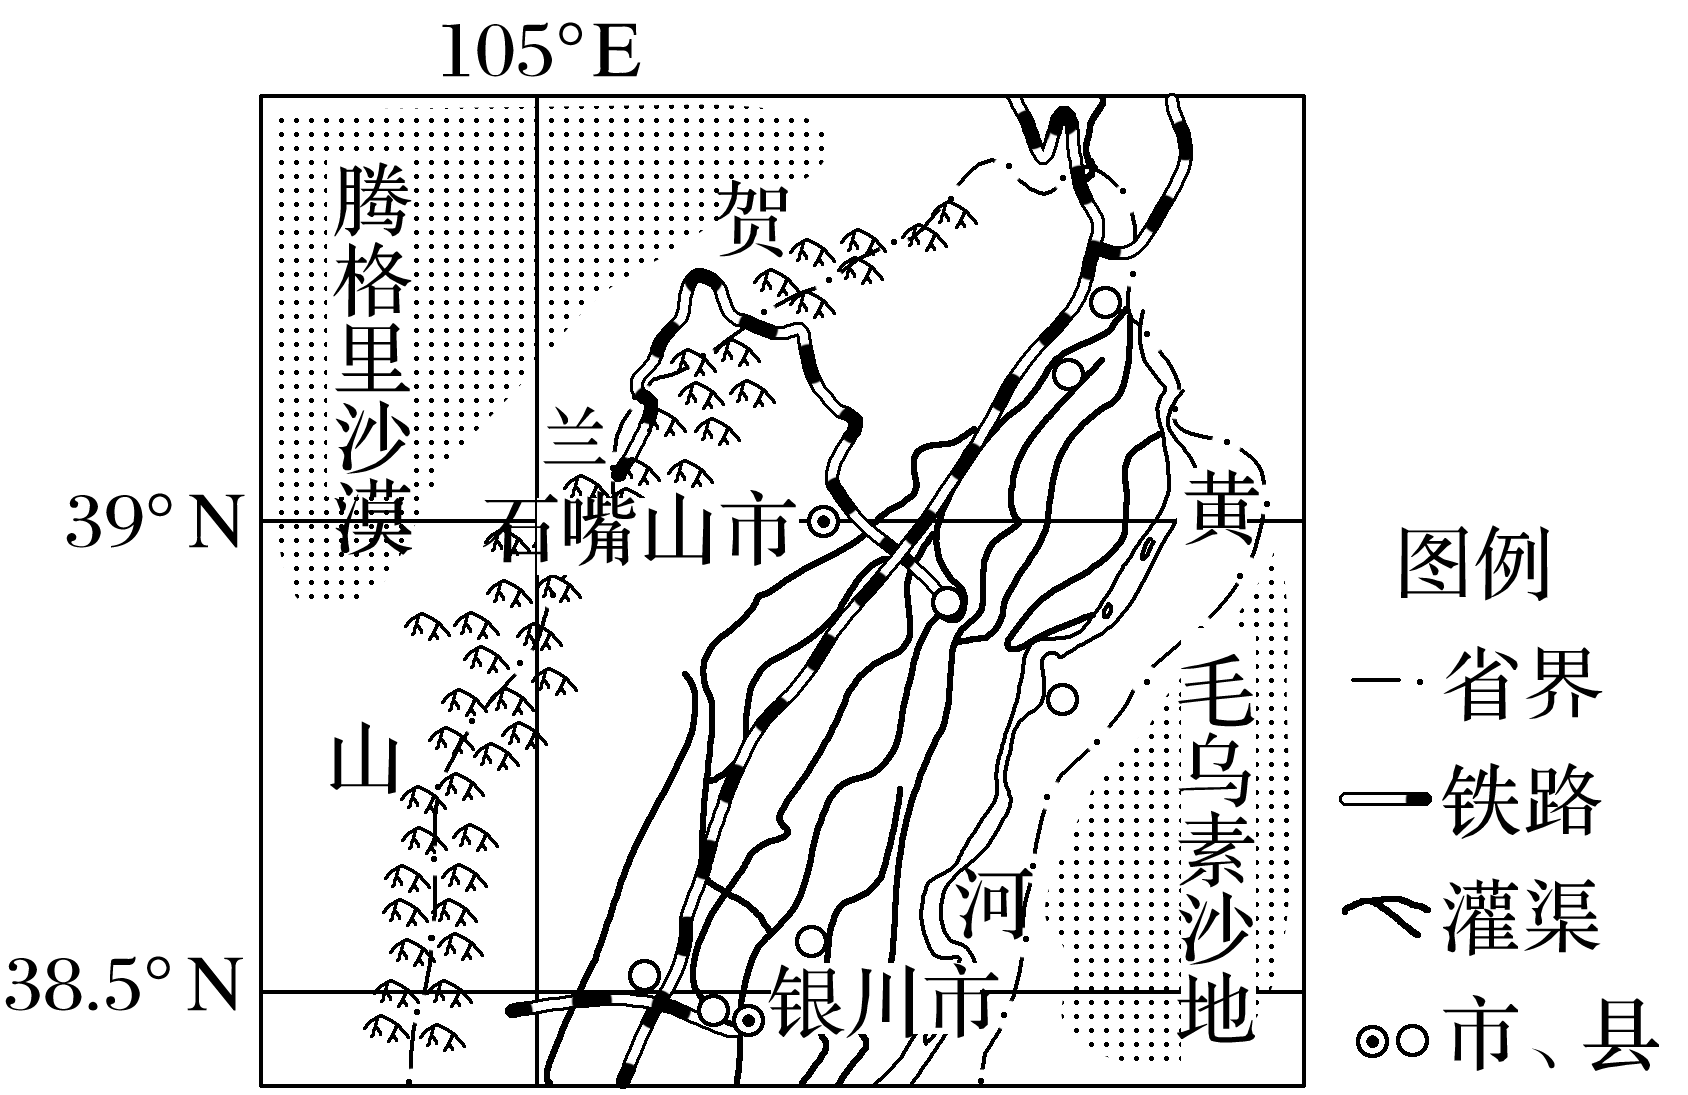 105°E
腾格里沙漠
贺
兰
山
39°N
石嘴山市
黄
河
毛乌素沙地
38.5°N
银川市
图例
省界
铁路
灌渠
市、县